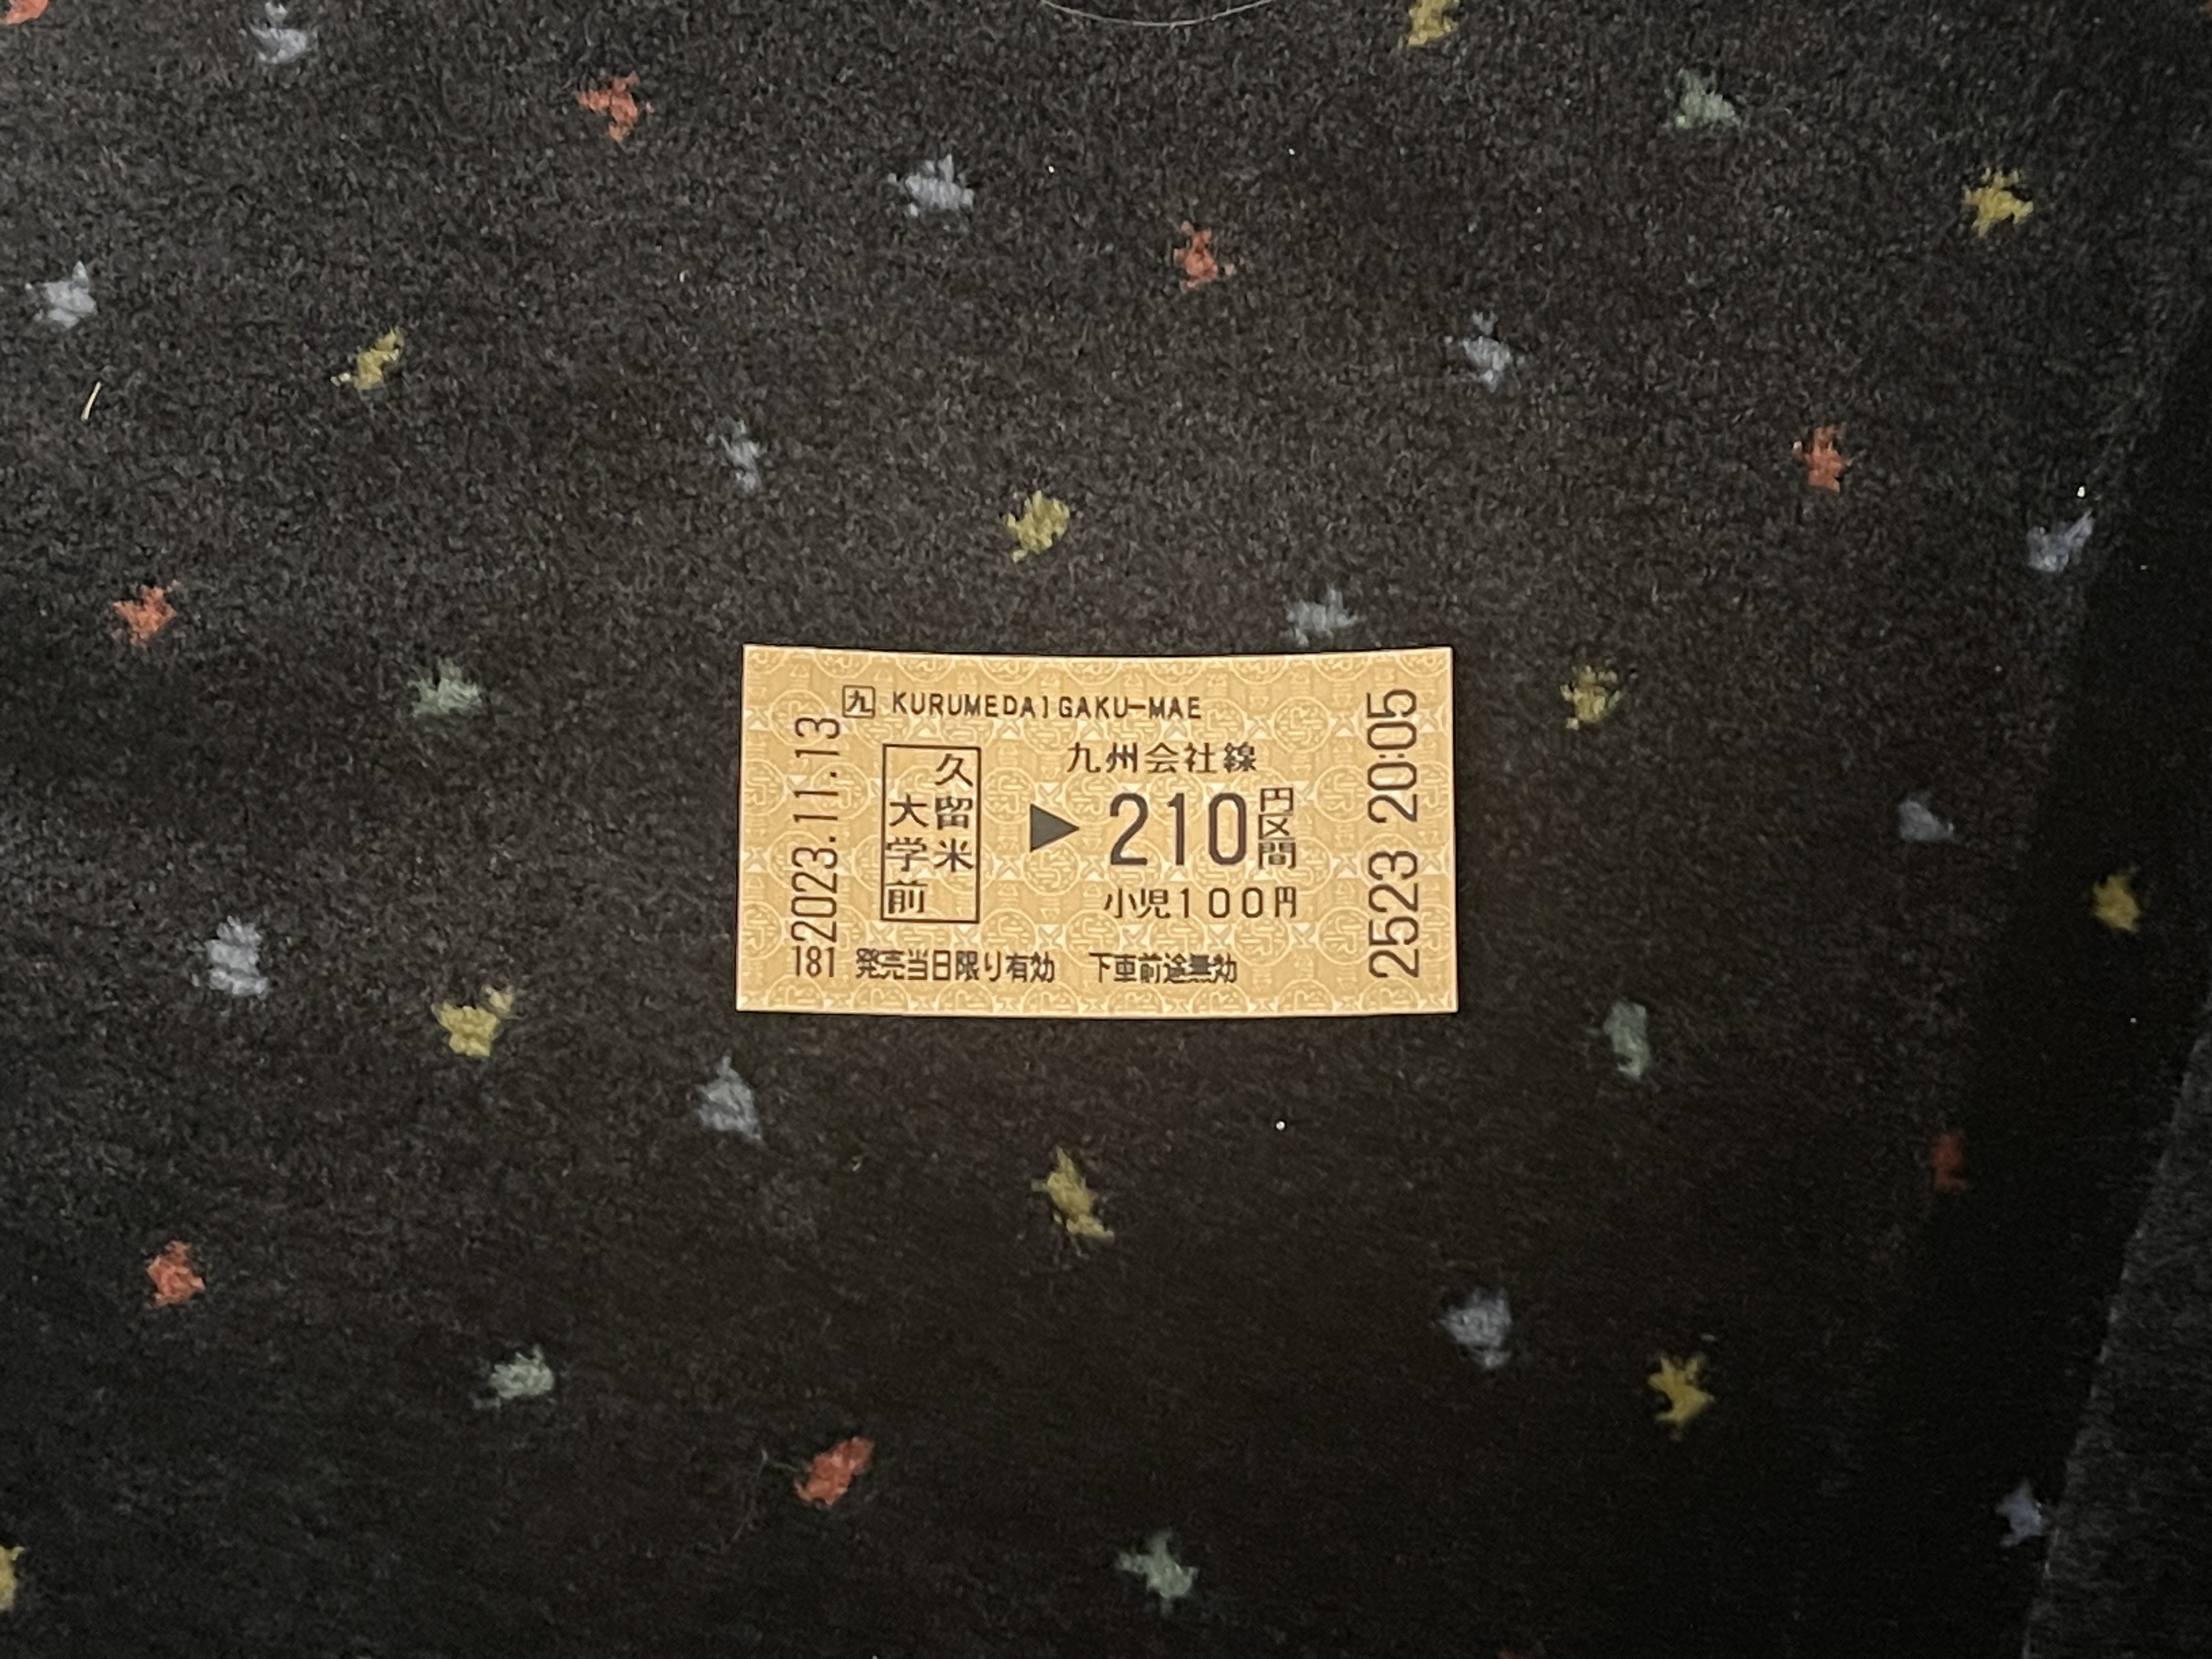 九 KURUMEDAIGAKU-MAE
2023.11.13
久留米
大学前
九州会社線
▶210円区間
小児100円
181 発売当日限り有効 下車前途無効
2523 20:05